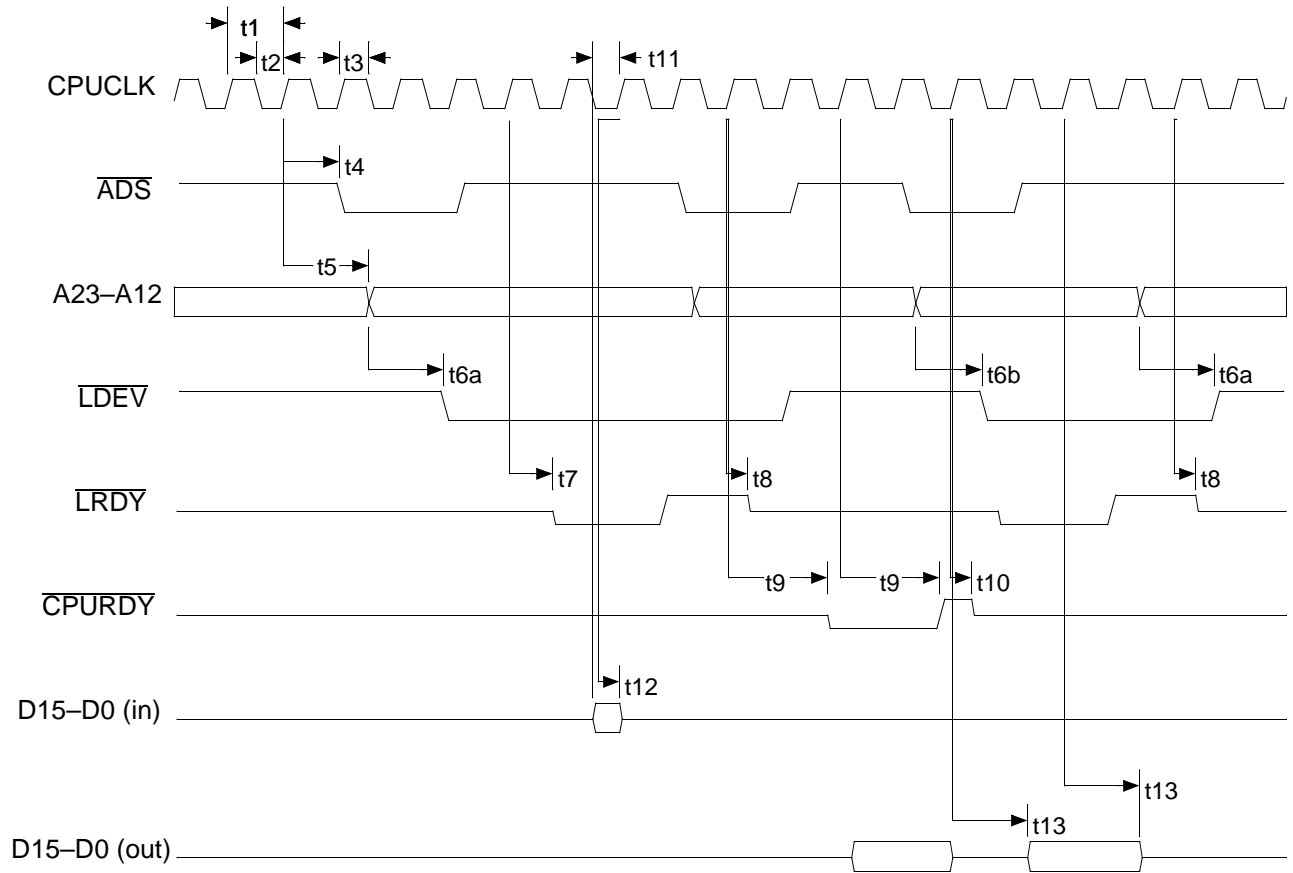 t1
t2 t3 t11
CPUCLK
t4
ADS
t5
A23–A12
t6a t6b t6a
LDEV
t7 t8 t8
LRDY
t9 t9 t10
CPURDY
t12
D15–D0 (in)
t13
t13
D15–D0 (out)